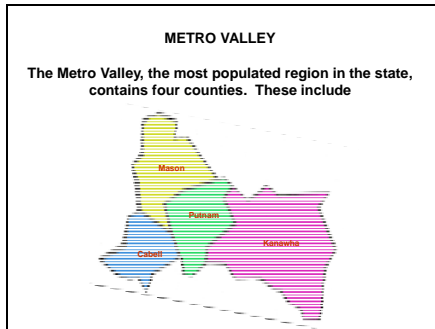 METRO VALLEY
The Metro Valley, the most populated region in the state,
contains four counties.  These include
Mason
Putnam
Kanawha
Cabell